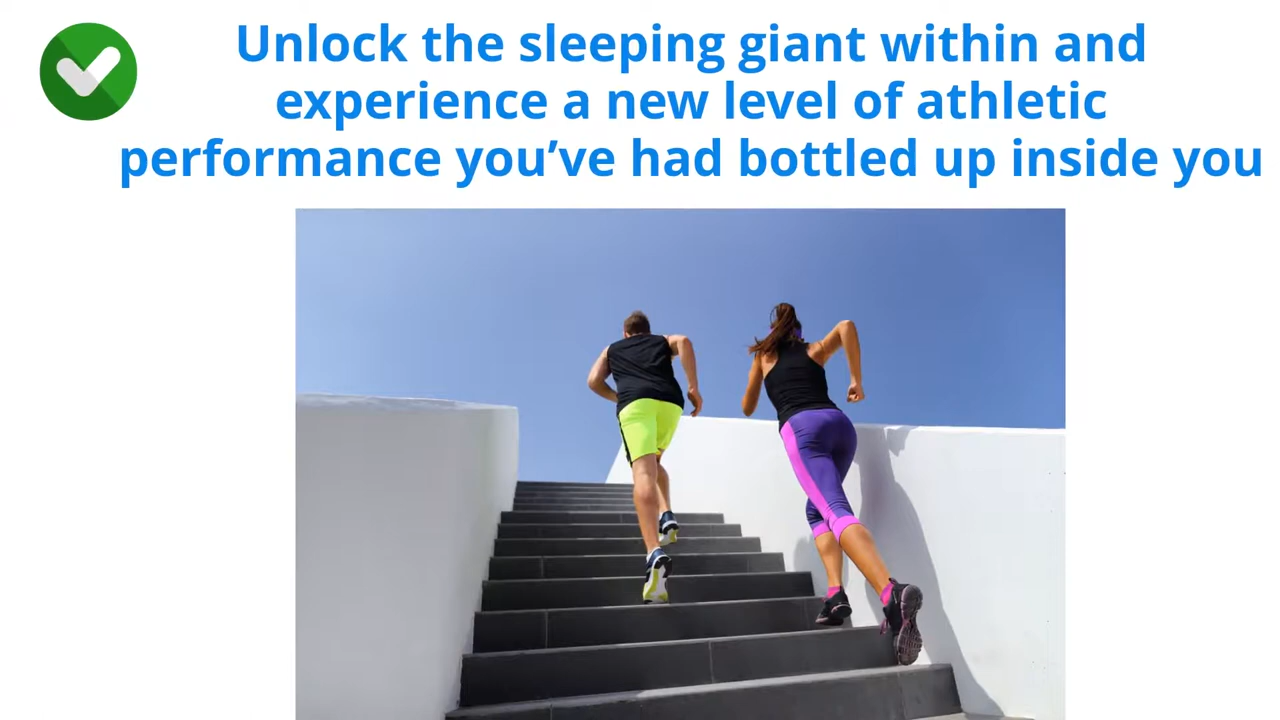 Unlock the sleeping giant within and
experience a new level of athletic
performance you’ve had bottled up inside you